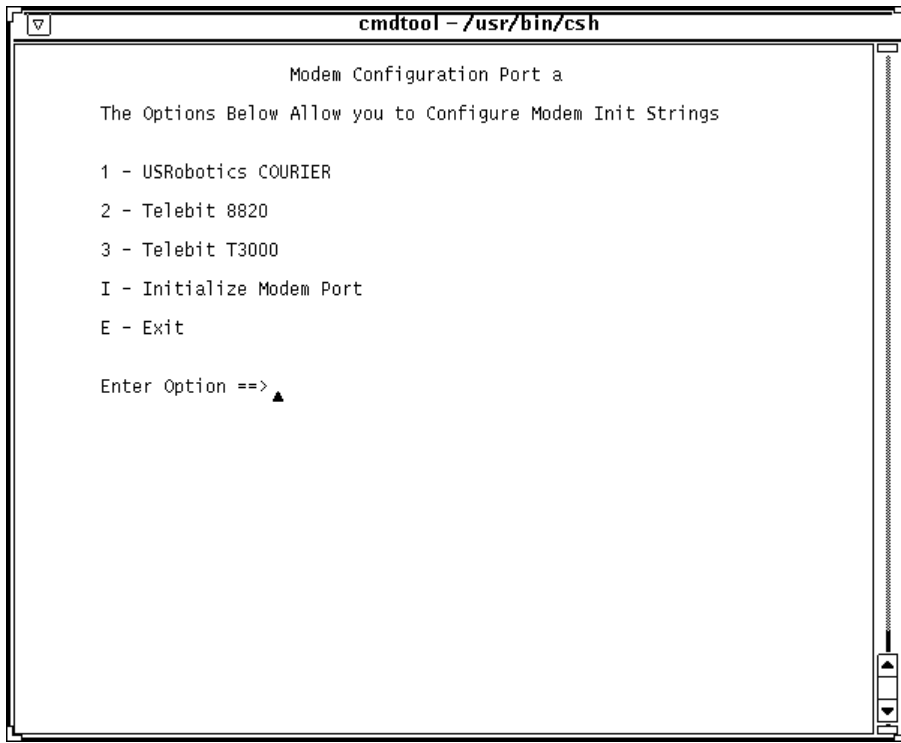 cmdtool – /usr/bin/csh
Modem Configuration Port a
The Options Below Allow you to Configure Modem Init Strings
1 - USRobotics COURIER
2 - Telebit 8820
3 - Telebit T3000
I - Initialize Modem Port
E - Exit
Enter Option ==>